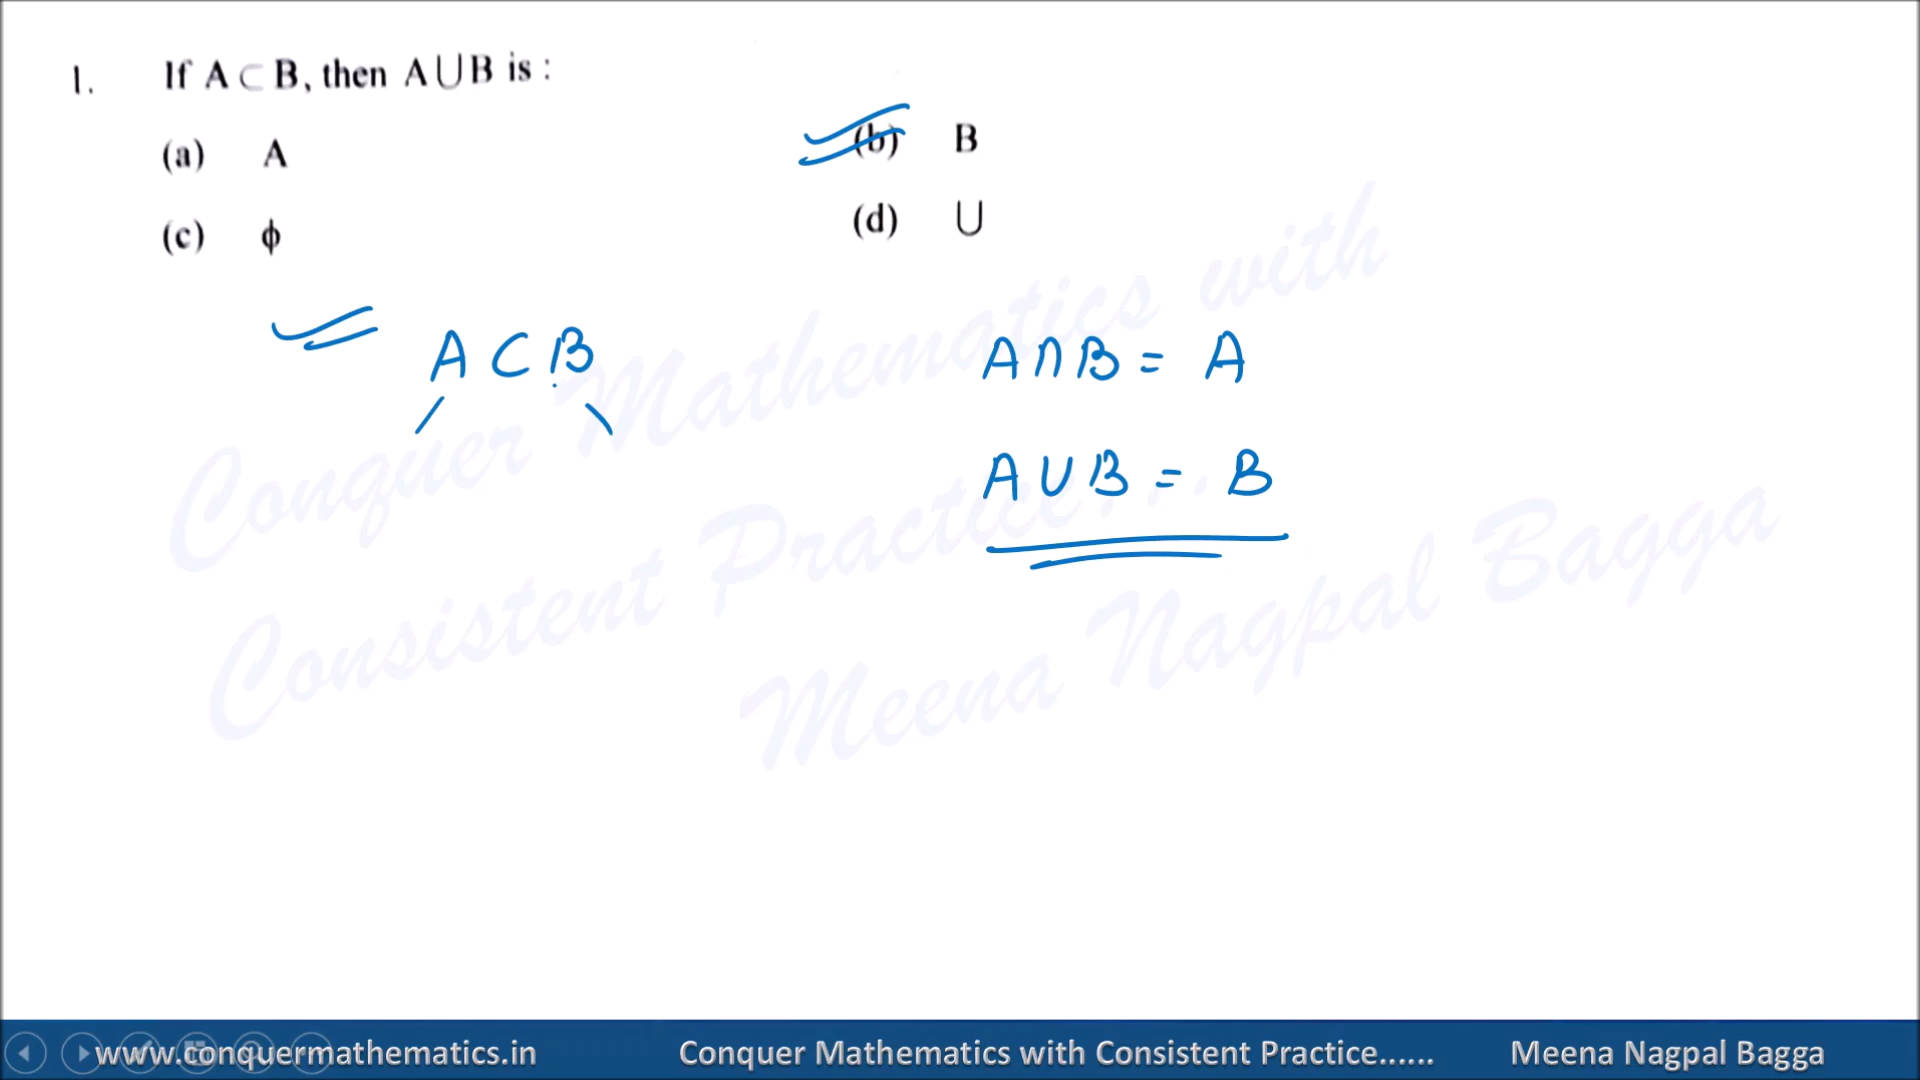 1. If A ⊂ B, then A ∪ B is :
(a) A (b) B
(c) ϕ (d) U
A ⊂ B A ∩ B = A
A ∪ B = B
Conquer Mathematics with
Consistent Practice....
Meena Nagpal Bagga
www.conquermathematics.in Conquer Mathematics with Consistent Practice...... Meena Nagpal Bagga